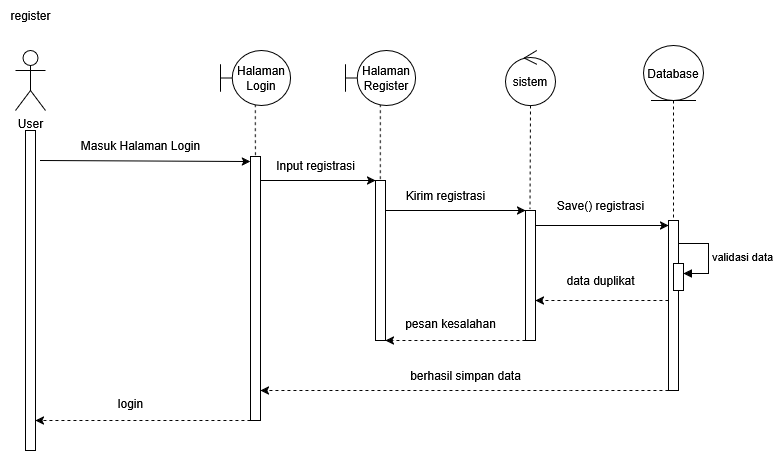 register
Halaman
Login
Halaman
Register
sistem
Database
User
Masuk Halaman Login
Input registrasi
Kirim registrasi
Save() registrasi
validasi data
data duplikat
pesan kesalahan
berhasil simpan data
login